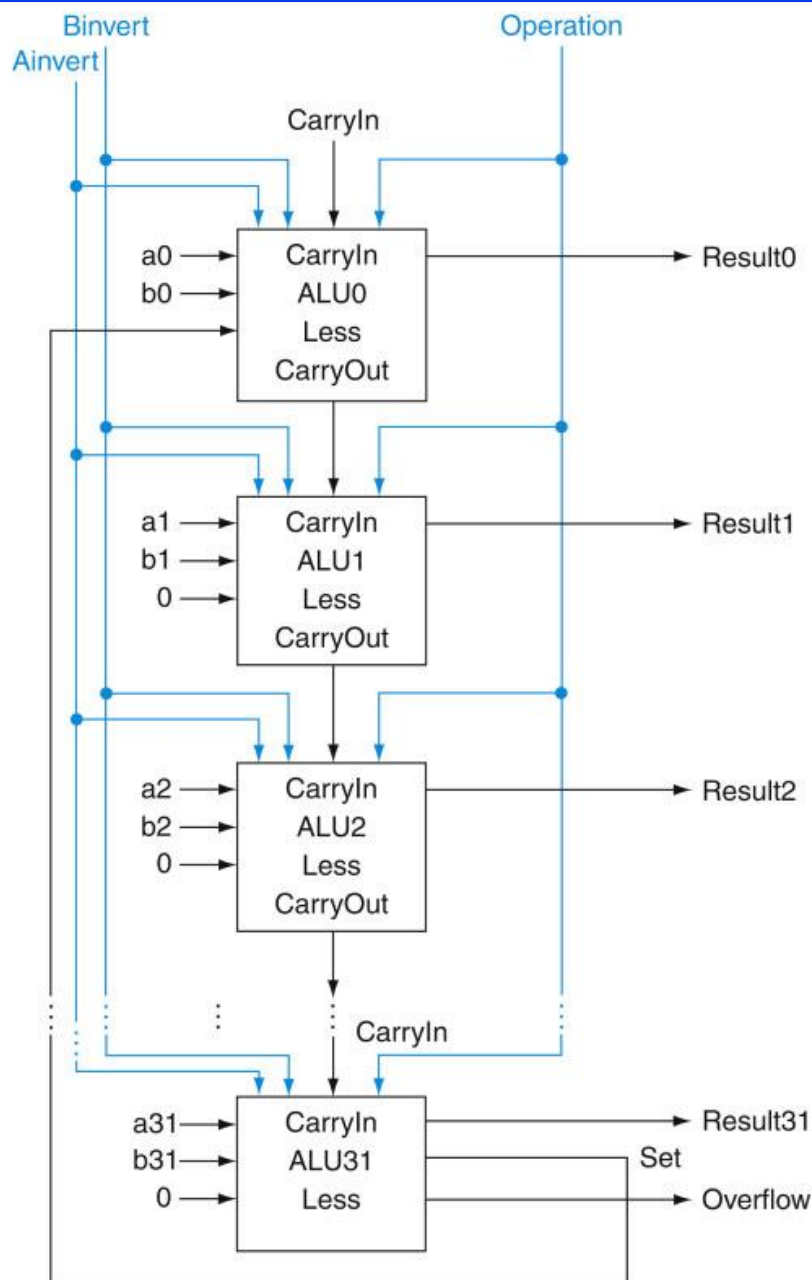 Binvert
Operation
Ainvert
CarryIn
a0
CarryIn
Result0
b0
ALU0
Less
CarryOut
a1
CarryIn
Result1
b1
ALU1
0
Less
CarryOut
a2
CarryIn
Result2
b2
ALU2
0
Less
CarryOut
CarryIn
a31
CarryIn
Result31
b31
ALU31
Set
0
Less
Overflow